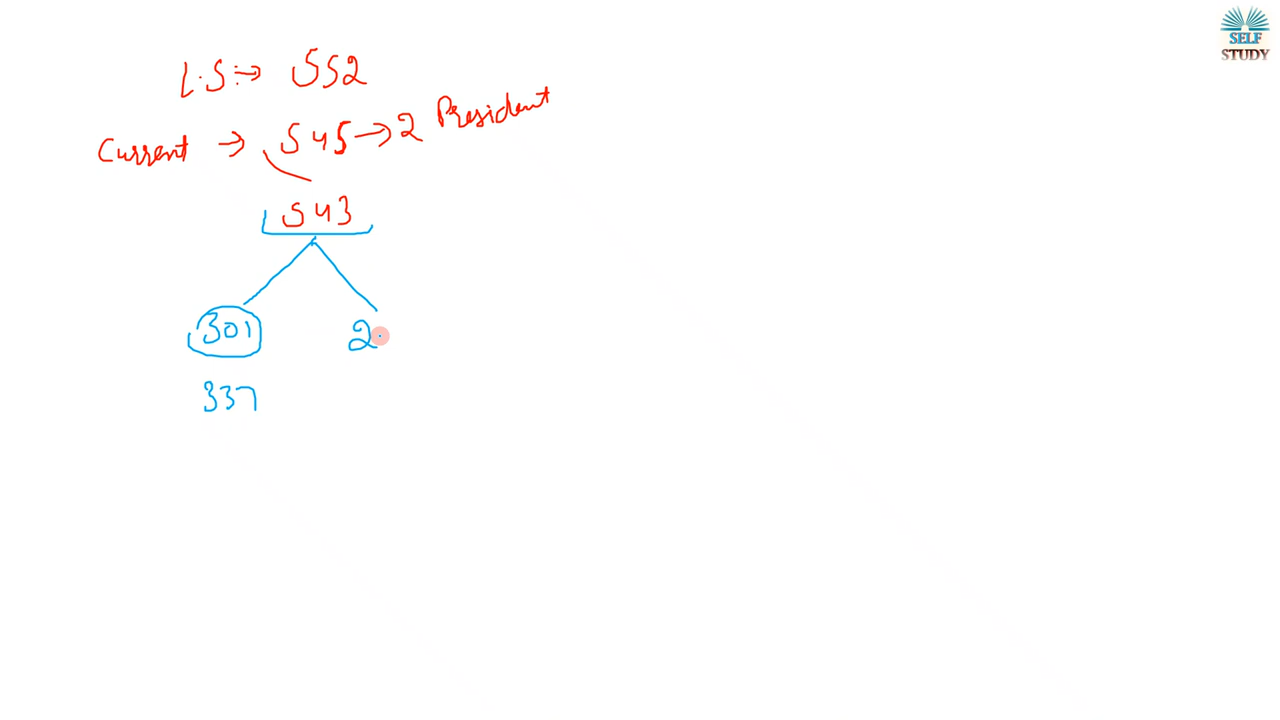 SELF
STUDY
L.S:→ 552
Current → 545 → 2 President
543
301 2
337